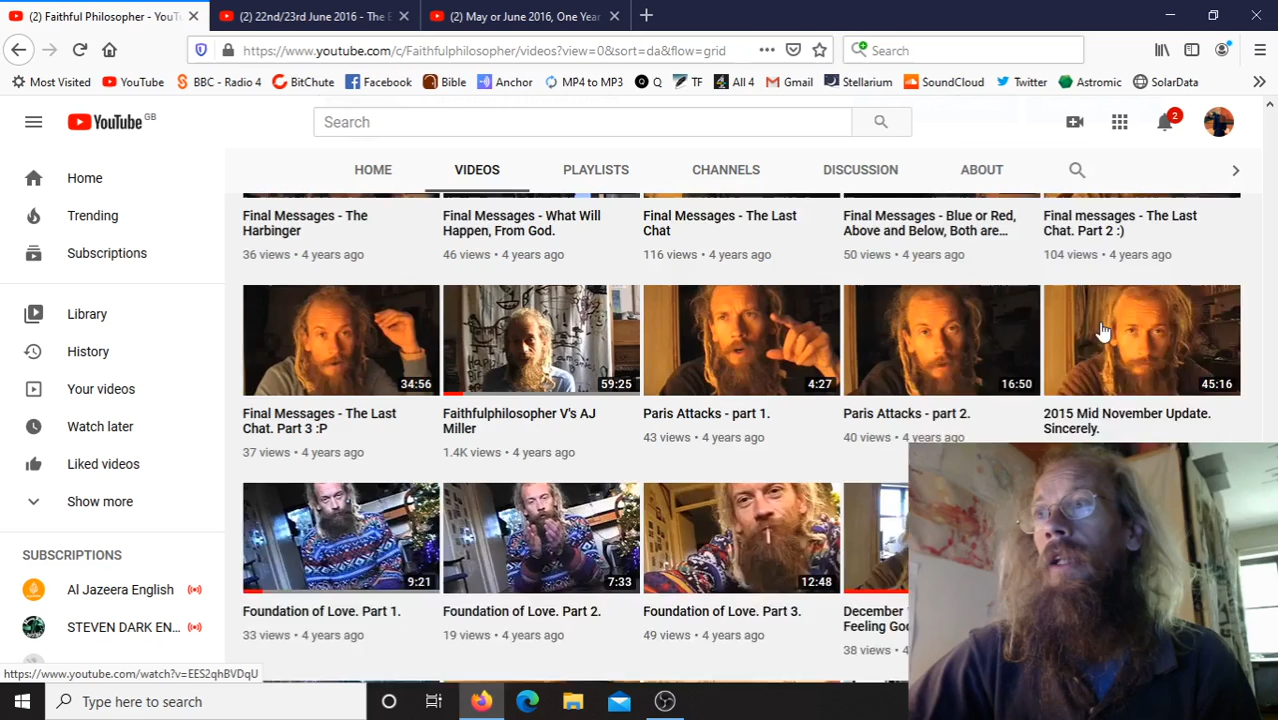 (2) Faithful Philosopher - YouT
(2) 22nd/23rd June 2016 - The E
(2) May or June 2016, One Year
https://www.youtube.com/c/Faithfulphilosopher/videos?view=0&sort=da&flow=grid
Search
Most Visited YouTube BBC - Radio 4 BitChute Facebook Bible Anchor MP4 to MP3 Q TF All 4 Gmail Stellarium SoundCloud Twitter Astromic SolarData
YouTube GB
Search
2
HOME VIDEOS PLAYLISTS CHANNELS DISCUSSION ABOUT
Home
Trending
Subscriptions
Library
History
Your videos
Watch later
Liked videos
Show more
SUBSCRIPTIONS
Al Jazeera English
STEVEN DARK EN...
Final Messages - The
Harbinger
36 views • 4 years ago
Final Messages - What Will
Happen, From God.
46 views • 4 years ago
Final Messages - The Last
Chat
116 views • 4 years ago
Final Messages - Blue or Red,
Above and Below, Both are...
50 views • 4 years ago
Final messages - The Last
Chat. Part 2 :)
104 views • 4 years ago
34:56
Final Messages - The Last
Chat. Part 3 :P
37 views • 4 years ago
59:25
Faithfulphilosopher V's AJ
Miller
1.4K views • 4 years ago
4:27
Paris Attacks - part 1.
43 views • 4 years ago
16:50
Paris Attacks - part 2.
40 views • 4 years ago
45:16
2015 Mid November Update.
Sincerely.
9:21
Foundation of Love. Part 1.
33 views • 4 years ago
7:33
Foundation of Love. Part 2.
19 views • 4 years ago
12:48
Foundation of Love. Part 3.
49 views • 4 years ago
December
Feeling Go
38 views •
https://www.youtube.com/watch?v=EES2qhBVDqU
Type here to search